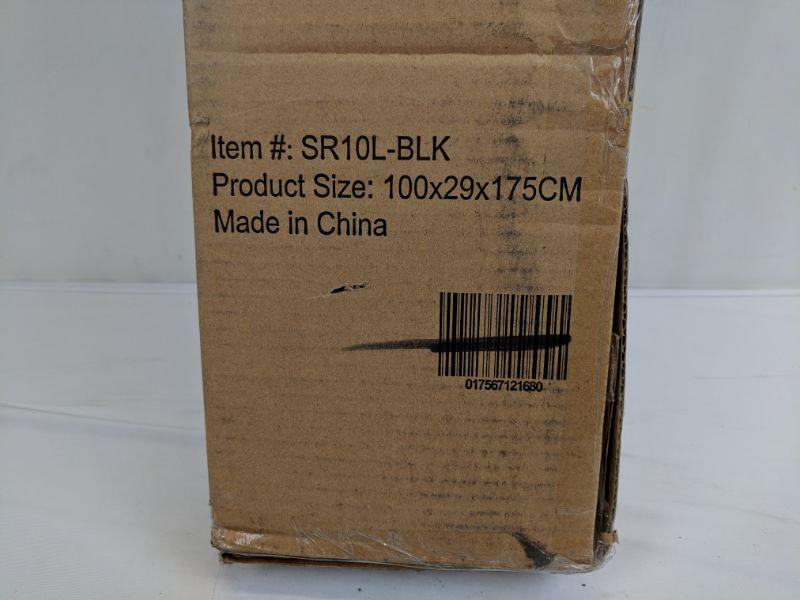 Item #: SR10L-BLK
Product Size: 100x29x175CM
Made in China
017567121680